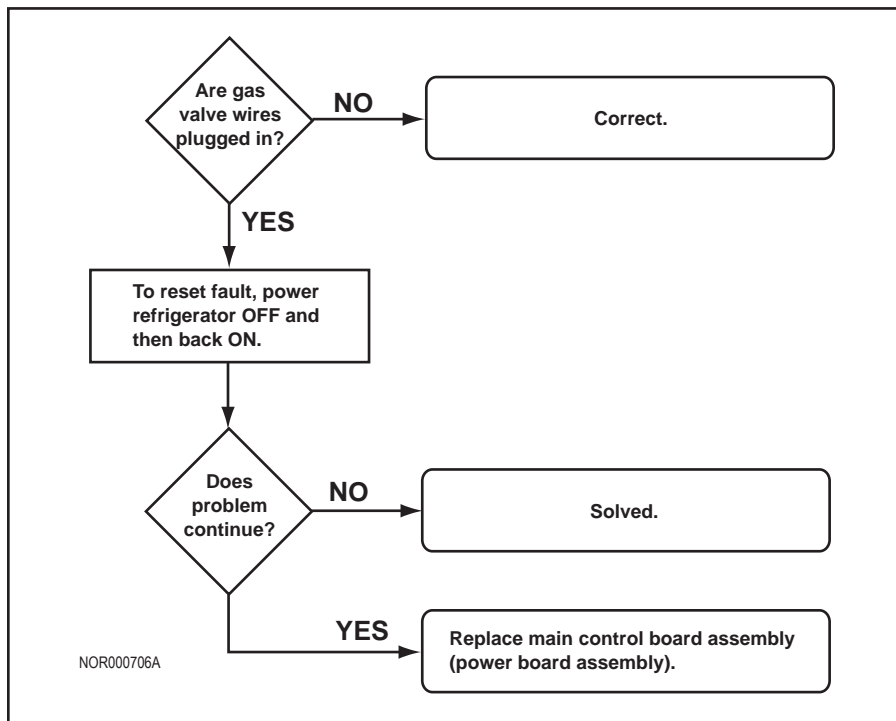 Are gas
valve wires
plugged in?
NO
Correct.
YES
To reset fault, power
refrigerator OFF and
then back ON.
Does
problem
continue?
NO
Solved.
YES
Replace main control board assembly
(power board assembly).
NOR000706A